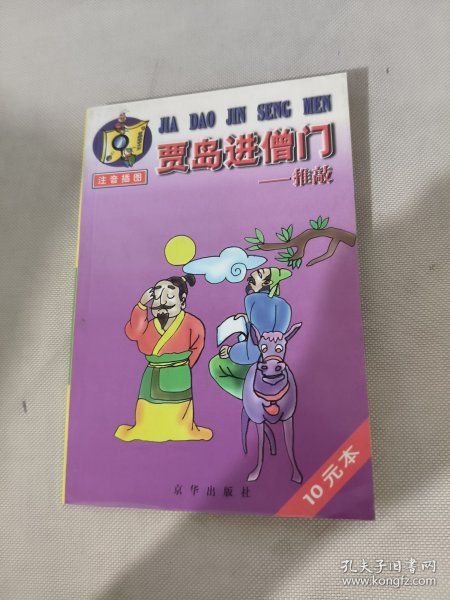 JIA DAO JIN SENG MEN
贾岛进僧门
注音插图
——推敲
京华出版社
10元本
孔夫子旧书网
www.kongfz.com